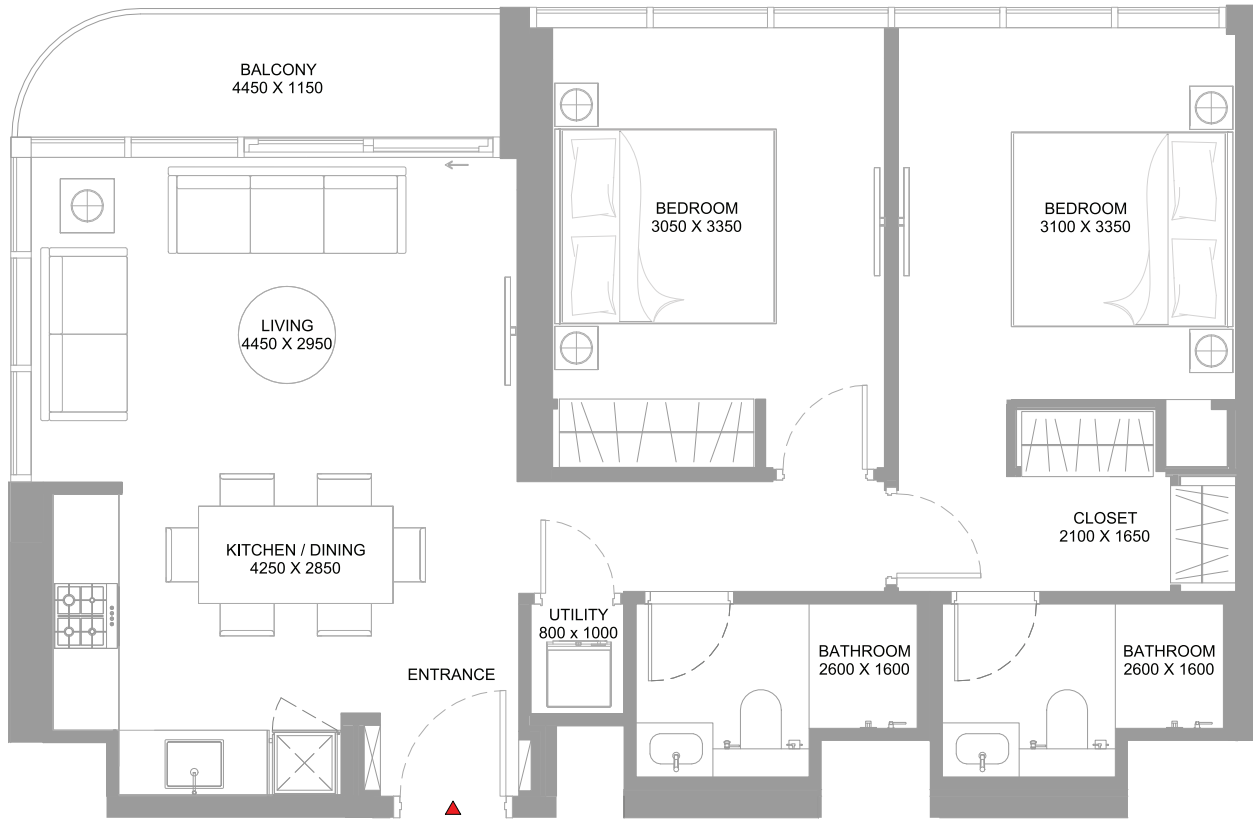 BALCONY
4450 X 1150
BEDROOM
3050 X 3350
BEDROOM
3100 X 3350
LIVING
4450 X 2950
KITCHEN / DINING
4250 X 2850
CLOSET
2100 X 1650
UTILITY
800 x 1000
BATHROOM
2600 X 1600
BATHROOM
2600 X 1600
ENTRANCE